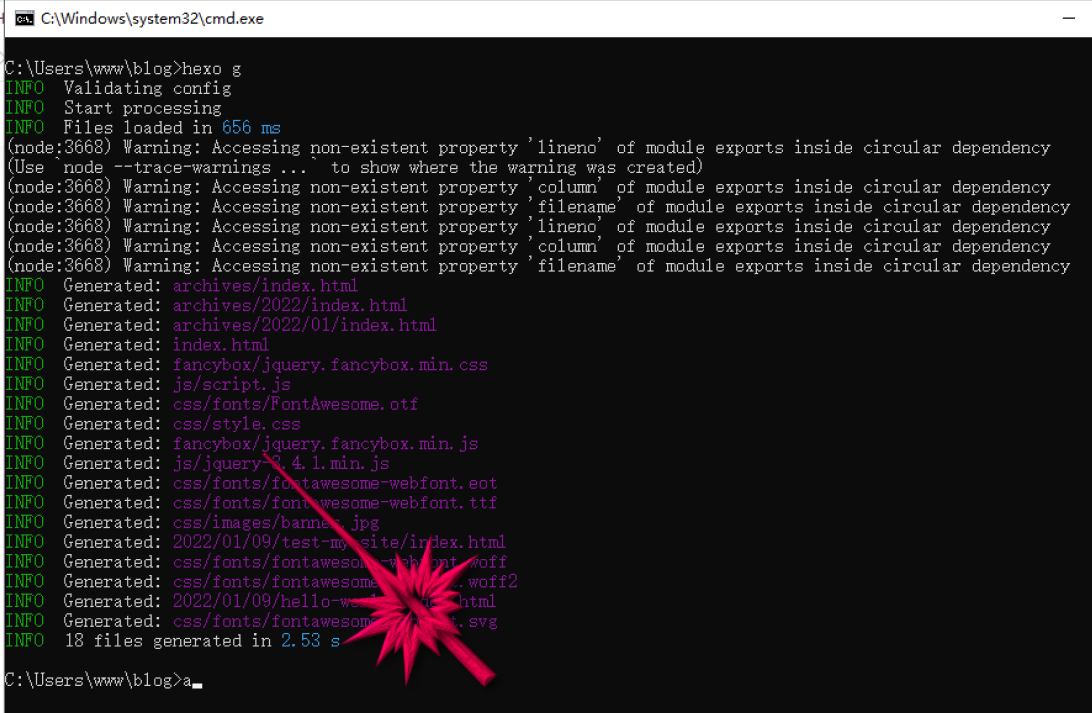 C:\Windows\system32\cmd.exe
C:\Users\www\blog>hexo g
INFO  Validating config
INFO  Start processing
INFO  Files loaded in 656 ms
(node:3668) Warning: Accessing non-existent property 'lineno' of module exports inside circular dependency
(Use `node --trace-warnings ...` to show where the warning was created)
(node:3668) Warning: Accessing non-existent property 'column' of module exports inside circular dependency
(node:3668) Warning: Accessing non-existent property 'filename' of module exports inside circular dependency
(node:3668) Warning: Accessing non-existent property 'lineno' of module exports inside circular dependency
(node:3668) Warning: Accessing non-existent property 'column' of module exports inside circular dependency
(node:3668) Warning: Accessing non-existent property 'filename' of module exports inside circular dependency
INFO  Generated: archives/index.html
INFO  Generated: archives/2022/index.html
INFO  Generated: archives/2022/01/index.html
INFO  Generated: index.html
INFO  Generated: fancybox/jquery.fancybox.min.css
INFO  Generated: js/script.js
INFO  Generated: css/fonts/FontAwesome.otf
INFO  Generated: css/style.css
INFO  Generated: fancybox/jquery.fancybox.min.js
INFO  Generated: js/jquery-3.4.1.min.js
INFO  Generated: css/fonts/fontawesome-webfont.eot
INFO  Generated: css/fonts/fontawesome-webfont.ttf
INFO  Generated: css/images/banner.jpg
INFO  Generated: 2022/01/09/test-my-site/index.html
INFO  Generated: css/fonts/fontawesome-webfont.woff
INFO  Generated: css/fonts/fontawesome .woff2
INFO  Generated: 2022/01/09/ html
INFO  Generated: css/fonts/fontawesome .svg
INFO  18 files generated in 2.53 s
C:\Users\www\blog>a